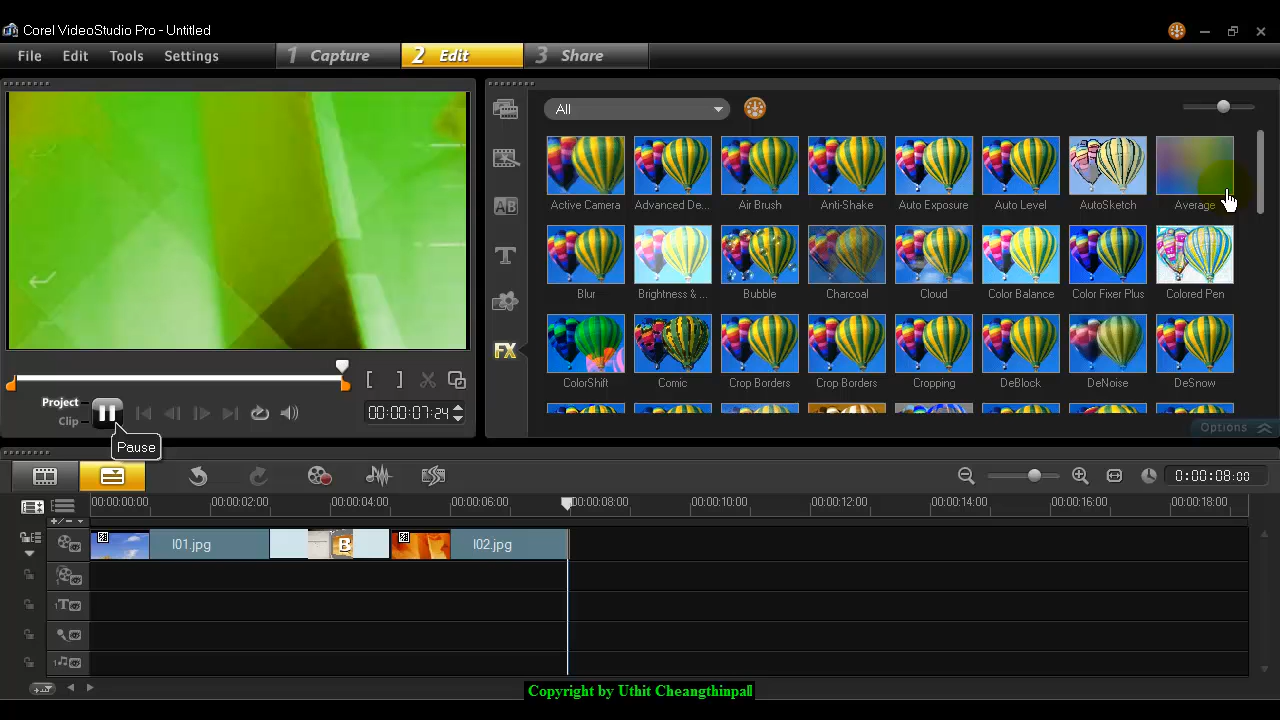 Corel VideoStudio Pro - Untitled
File Edit Tools Settings 1 Capture 2 Edit 3 Share
All
Active Camera Advanced De... Air Brush Anti-Shake Auto Exposure Auto Level AutoSketch Average
AB
Blur Brightness & ... Bubble Charcoal Cloud Color Balance Color Fixer Plus Colored Pen
T
ColorShift Comic Crop Borders Crop Borders Cropping DeBlock DeNoise DeSnow
FX
Project
Clip
00:00:07:24
Options
Pause
0:00:08:00
00:00:00:00 00:00:02:00 00:00:04:00 00:00:06:00 00:00:08:00 00:00:10:00 00:00:12:00 00:00:14:00 00:00:16:00 00:00:18:00
I01.jpg B I02.jpg
1T
Copyright by Uthit Cheangthinpall